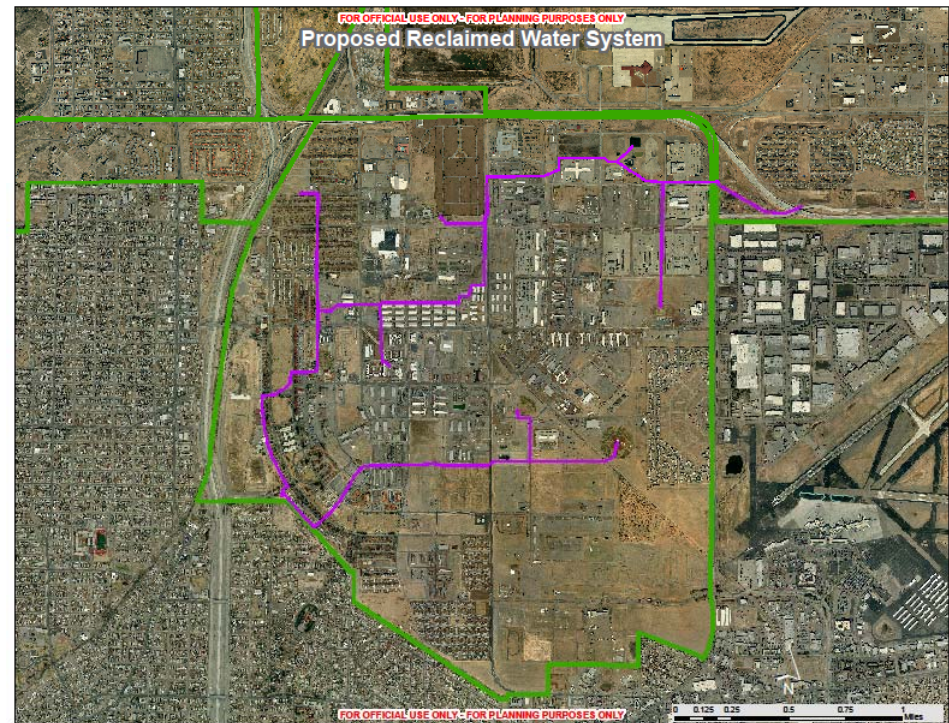 FOR OFFICIAL USE ONLY - FOR PLANNING PURPOSES ONLY
Proposed Reclaimed Water System
N
0 0.125 0.25 0.5 0.75 1
Miles
FOR OFFICIAL USE ONLY - FOR PLANNING PURPOSES ONLY